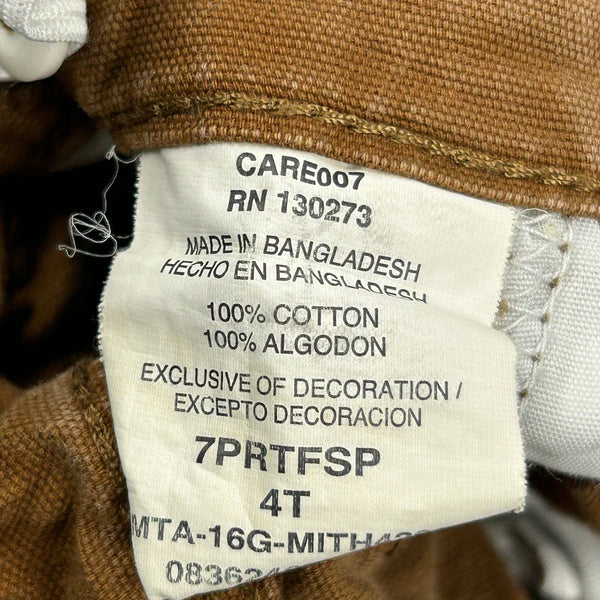 CARE007
RN 130273
MADE IN BANGLADESH
HECHO EN BANGLADESH
100% COTTON
100% ALGODON
EXCLUSIVE OF DECORATION /
EXCEPTO DECORACION
7PRTFSP
4T